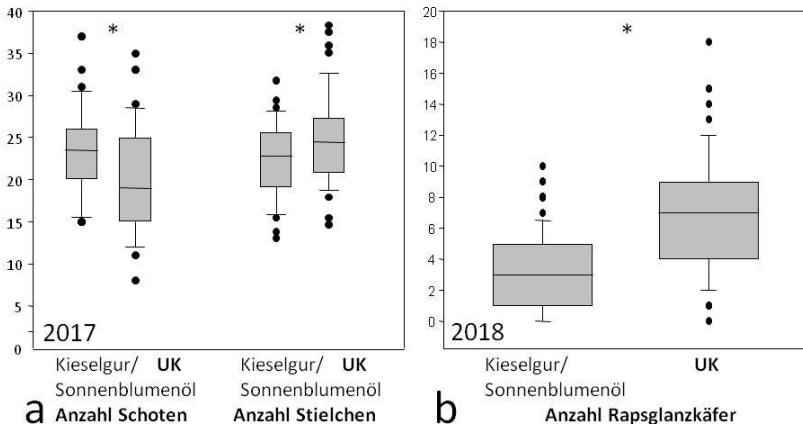 40
35
30
25
20
15
10
5
0
*
*
2017
Kieselgur/ UK
Sonnenblumenöl
Anzahl Schoten
Kieselgur/ UK
Sonnenblumenöl
Anzahl Stielchen
a
20
18
16
14
12
10
8
6
4
2
0
*
2018
Kieselgur/
Sonnenblumenöl
UK
Anzahl Rapsglanzkäfer
b